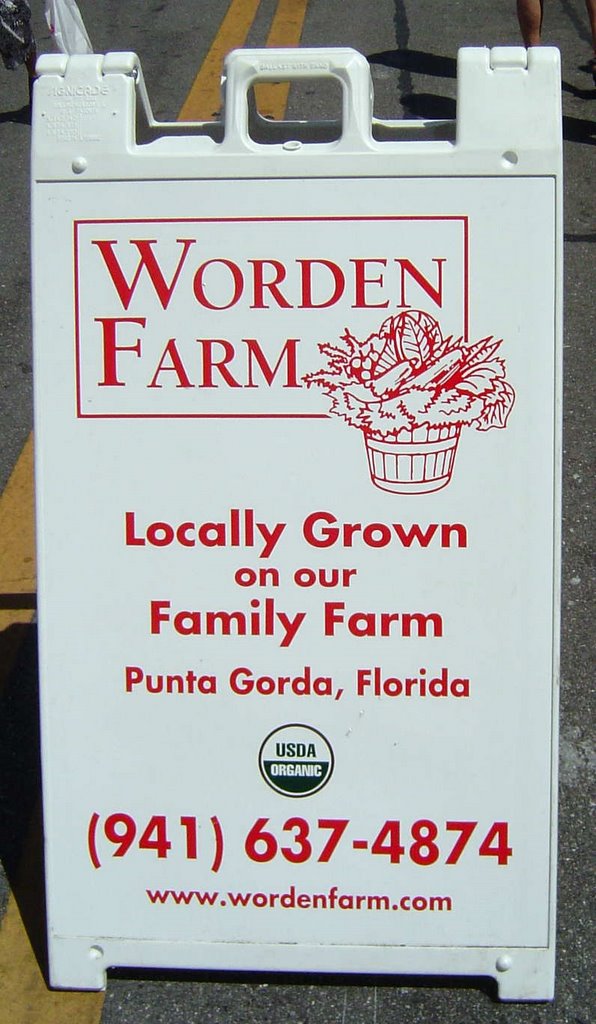 WORDEN
FARM
Locally Grown
on our
Family Farm
Punta Gorda, Florida
USDA
ORGANIC
(941) 637-4874
www.wordenfarm.com